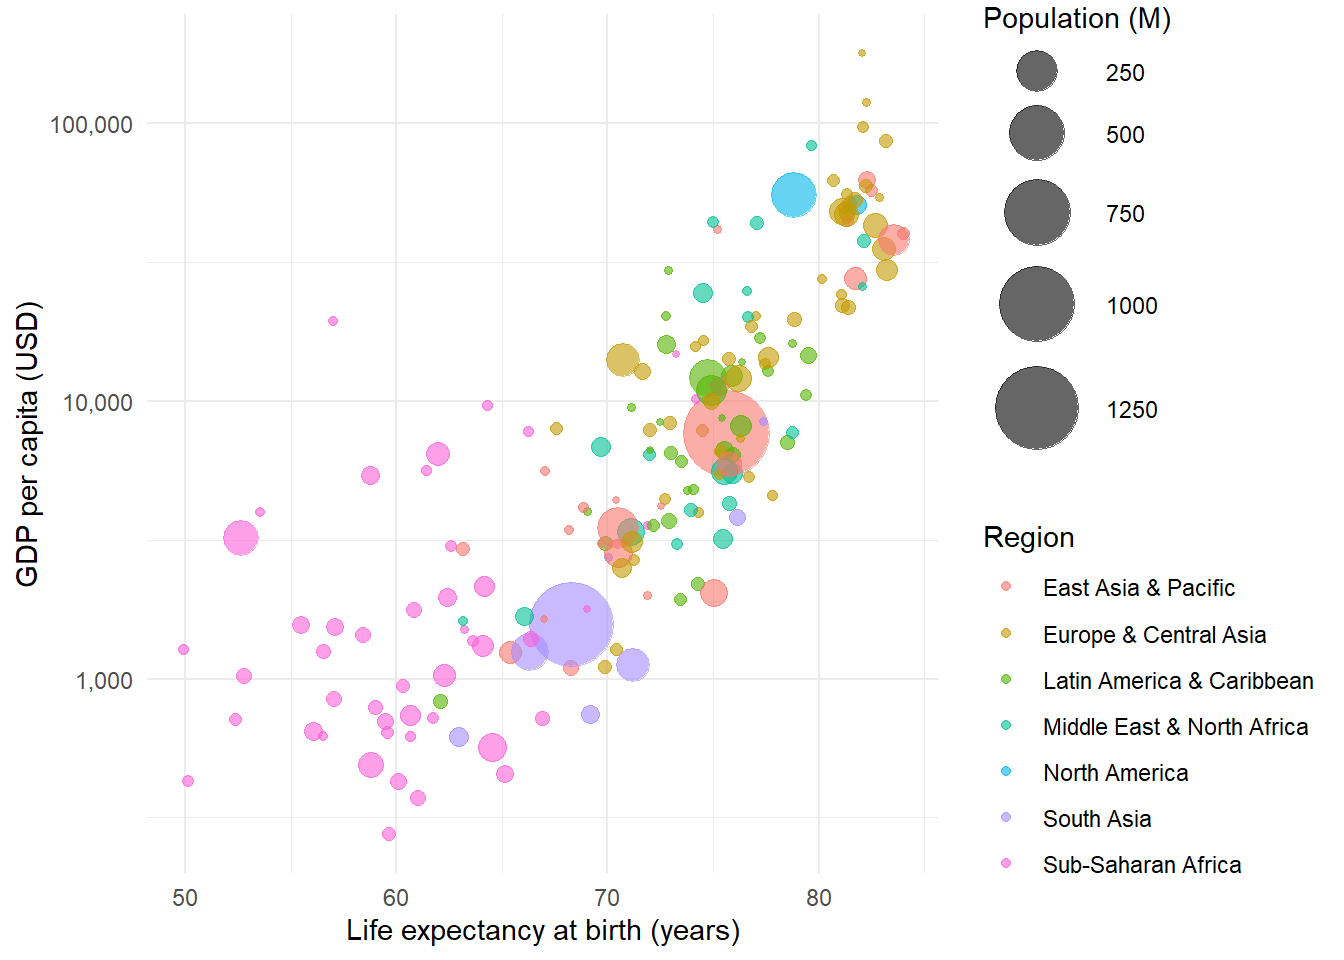 GDP per capita (USD)
100,000
10,000
1,000
50 60 70 80
Life expectancy at birth (years)
Population (M)
250
500
750
1000
1250
Region
East Asia & Pacific
Europe & Central Asia
Latin America & Caribbean
Middle East & North Africa
North America
South Asia
Sub-Saharan Africa